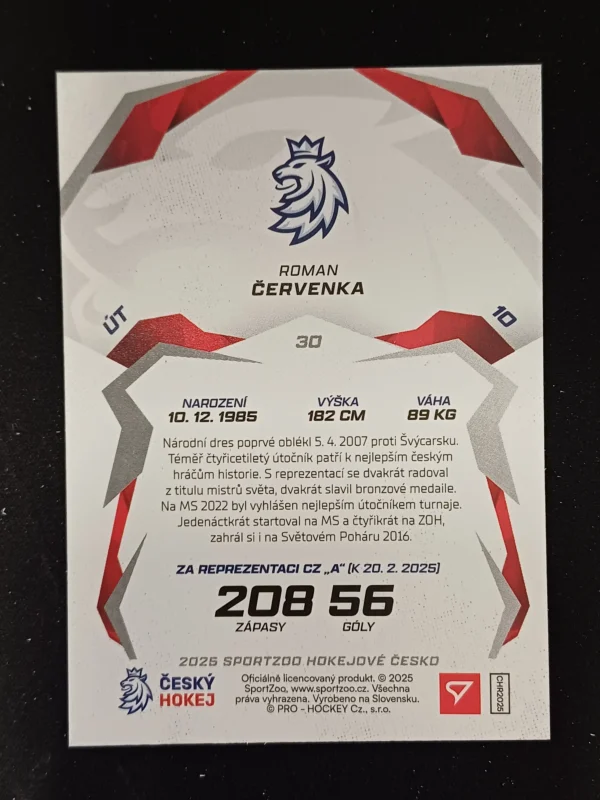 ROMAN
ČERVENKA
ÚT
10
30
NAROZENÍ VÝŠKA VÁHA
10. 12. 1985 182 CM 89 KG
Národní dres poprvé oblékl 5. 4. 2007 proti Švýcarsku.
Téměř čtyřicetiletý útočník patří k nejlepším českým
hráčům historie. S reprezentací se dvakrát radoval
z titulu mistrů světa, dvakrát slavil bronzové medaile.
Na MS 2022 byl vyhlášen nejlepším útočníkem turnaje.
Jedenáctkrát startoval na MS a čtyřikrát na ZOH,
zahrál si i na Světovém Poháru 2016.
ZA REPREZENTACI CZ „A“ (K 20. 2. 2025)
208 56
ZÁPASY GÓLY
2025 SPORTZOO HOKEJOVÉ ČESKO
ČESKÝ
HOKEJ
Oficiálně licencovaný produkt. © 2025
SportZoo, www.sportzoo.cz. Všechna
práva vyhrazena. Vyrobeno na Slovensku.
© PRO - HOCKEY Cz., s.r.o.
CHR2025